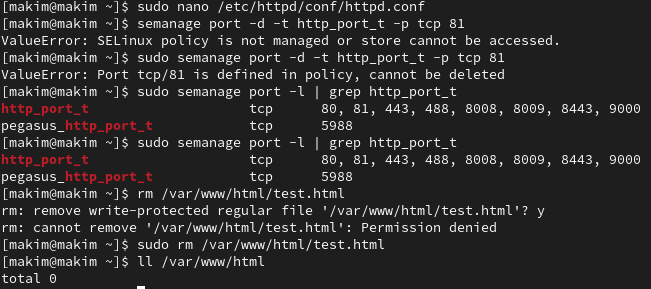 [makim@makim ~]$ sudo nano /etc/httpd/conf/httpd.conf
[makim@makim ~]$ semanage port -d -t http_port_t -p tcp 81
ValueError: SELinux policy is not managed or store cannot be accessed.
[makim@makim ~]$ sudo semanage port -d -t http_port_t -p tcp 81
ValueError: Port tcp/81 is defined in policy, cannot be deleted
[makim@makim ~]$ sudo semanage port -l | grep http_port_t
http_port_t                    tcp      80, 81, 443, 488, 8008, 8009, 8443, 9000
pegasus_http_port_t            tcp      5988
[makim@makim ~]$ sudo semanage port -l | grep http_port_t
http_port_t                    tcp      80, 81, 443, 488, 8008, 8009, 8443, 9000
pegasus_http_port_t            tcp      5988
[makim@makim ~]$ rm /var/www/html/test.html
rm: remove write-protected regular file '/var/www/html/test.html'? y
rm: cannot remove '/var/www/html/test.html': Permission denied
[makim@makim ~]$ sudo rm /var/www/html/test.html
[makim@makim ~]$ ll /var/www/html
total 0